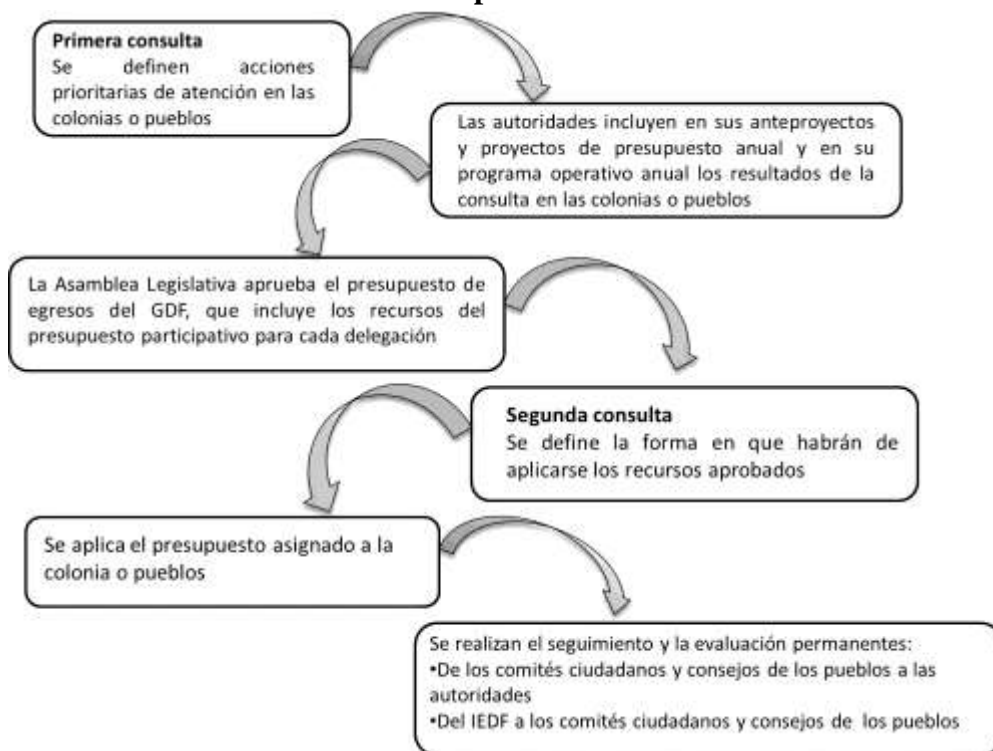 Primera consulta
Se definen acciones
prioritarias de atención en las
colonias o pueblos
Las autoridades incluyen en sus anteproyectos
y proyectos de presupuesto anual y en su
programa operativo anual los resultados de la
consulta en las colonias o pueblos
La Asamblea Legislativa aprueba el presupuesto de
egresos del GDF, que incluye los recursos del
presupuesto participativo para cada delegación
Segunda consulta
Se define la forma en que habrán de
aplicarse los recursos aprobados
Se aplica el presupuesto asignado a la
colonia o pueblos
Se realizan el seguimiento y la evaluación permanentes:
•De los comités ciudadanos y consejos de los pueblos a las
autoridades
•Del IEDF a los comités ciudadanos y consejos de los pueblos